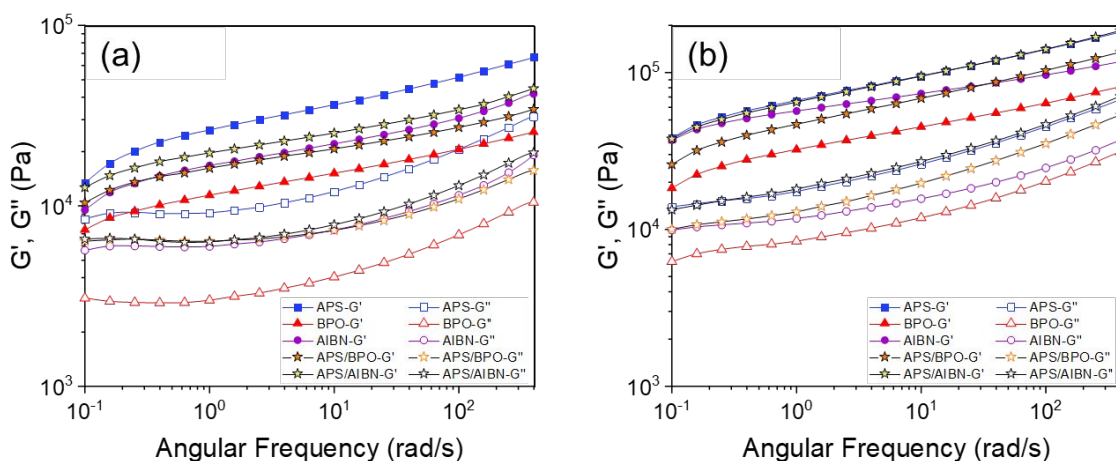 (a)
G', G" (Pa)
10^5
10^4
10^3
APS-G' APS-G"
BPO-G' BPO-G"
AIBN-G' AIBN-G"
APS/BPO-G' APS/BPO-G"
APS/AIBN-G' APS/AIBN-G"
10^-1 10^0 10^1 10^2
Angular Frequency (rad/s)
(b)
G', G" (Pa)
10^5
10^4
10^3
APS-G' APS-G"
BPO-G' BPO-G"
AIBN-G' AIBN-G"
APS/BPO-G' APS/BPO-G"
APS/AIBN-G' APS/AIBN-G"
10^-1 10^0 10^1 10^2
Angular Frequency (rad/s)